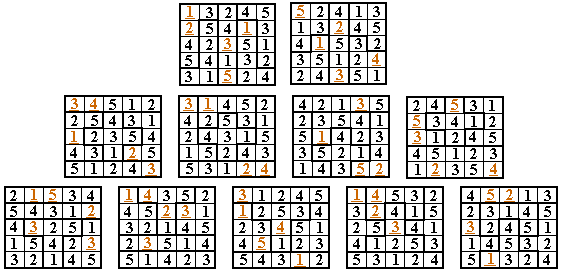 1 3 2 4 5
2 5 4 1 3
4 2 3 5 1
5 4 1 3 2
3 1 5 2 4
5 2 4 1 3
1 3 2 4 5
4 1 5 3 2
3 5 1 2 4
2 4 3 5 1
3 4 5 1 2
2 5 4 3 1
1 2 3 5 4
4 3 1 2 5
5 1 2 4 3
3 1 4 5 2
4 2 5 3 1
2 4 3 1 5
1 5 2 4 3
5 3 1 2 4
4 2 1 3 5
2 3 5 4 1
5 1 4 2 3
3 5 2 1 4
1 4 3 5 2
2 4 5 3 1
5 3 4 1 2
3 1 2 4 5
4 5 1 2 3
1 2 3 5 4
2 1 5 3 4
5 4 3 1 2
4 3 2 5 1
1 5 4 2 3
3 2 1 4 5
1 4 3 5 2
4 5 2 3 1
3 2 1 4 5
2 3 5 1 4
5 1 4 2 3
3 1 2 4 5
1 2 5 3 4
2 3 4 5 1
4 5 1 2 3
5 4 3 1 2
1 4 5 3 2
3 2 4 1 5
2 5 3 4 1
4 1 2 5 3
5 3 1 2 4
4 5 2 1 3
2 3 1 4 5
3 2 4 5 1
1 4 5 3 2
5 1 3 2 4